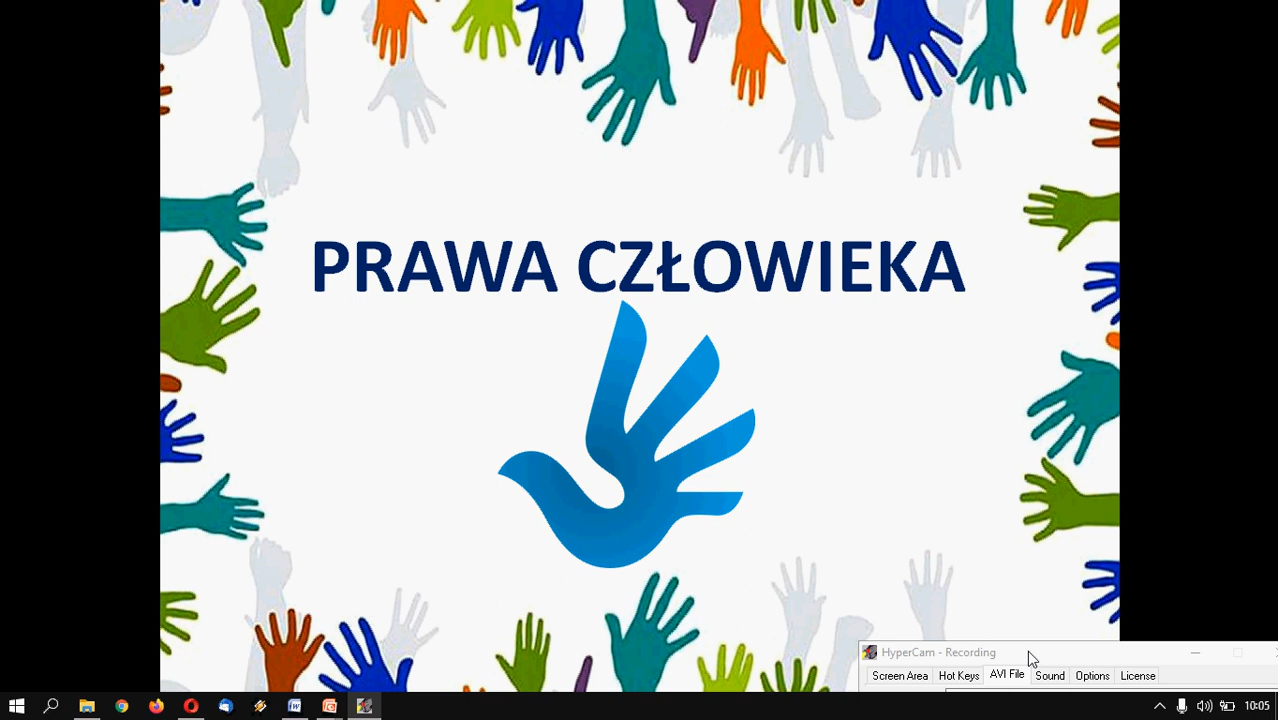 PRAWA CZŁOWIEKA
HyperCam - Recording
Screen Area Hot Keys AVI File Sound Options License
10:05